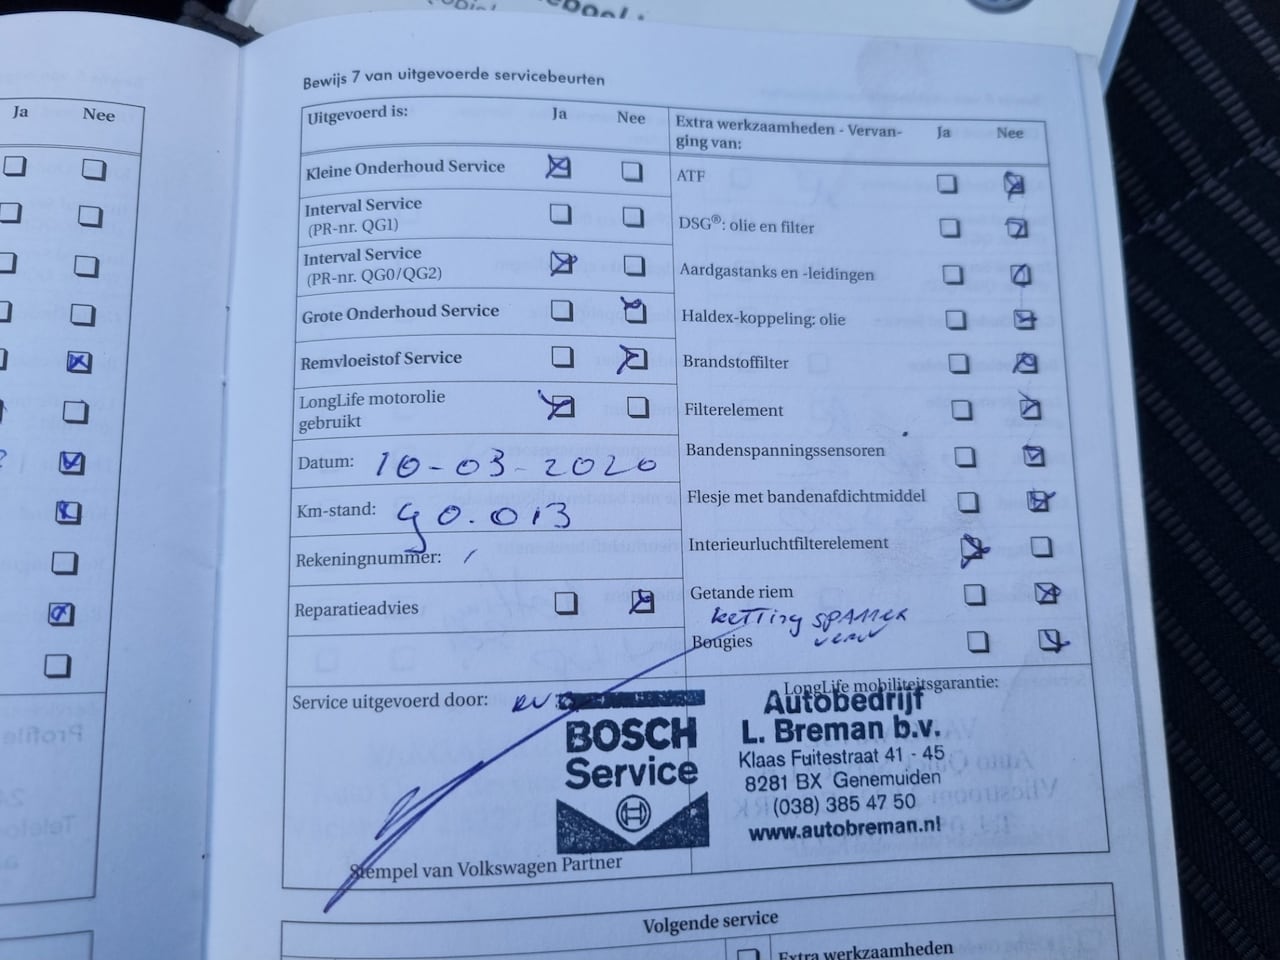 Ja Nee
Bewijs 7 van uitgevoerde servicebeurten
Uitgevoerd is: Ja Nee
Kleine Onderhoud Service
Interval Service
(PR-nr. QG1)
Interval Service
(PR-nr. QG0/QG2)
Grote Onderhoud Service
Remvloeistof Service
LongLife motorolie
gebruikt
Datum: 10-03-2020
Km-stand: 90.013
Rekeningnummer: /
Reparatieadvies
Extra werkzaamheden - Vervan-
ging van: Ja Nee
ATF
DSG®: olie en filter
Aardgastanks en -leidingen
Haldex-koppeling: olie
Brandstoffilter
Filterelement
Bandenspanningssensoren
Flesje met bandenafdichtmiddel
Interieurluchtfilterelement
Getande riem
ketting spanner
verv
Bougies
Service uitgevoerd door:
BOSCH
Service
Stempel van Volkswagen Partner
LongLife mobiliteitsgarantie:
Autobedrijf
L. Breman b.v.
Klaas Fuitestraat 41 - 45
8281 BX Genemuiden
(038) 385 47 50
www.autobreman.nl
Volgende service
Extra werkzaamheden